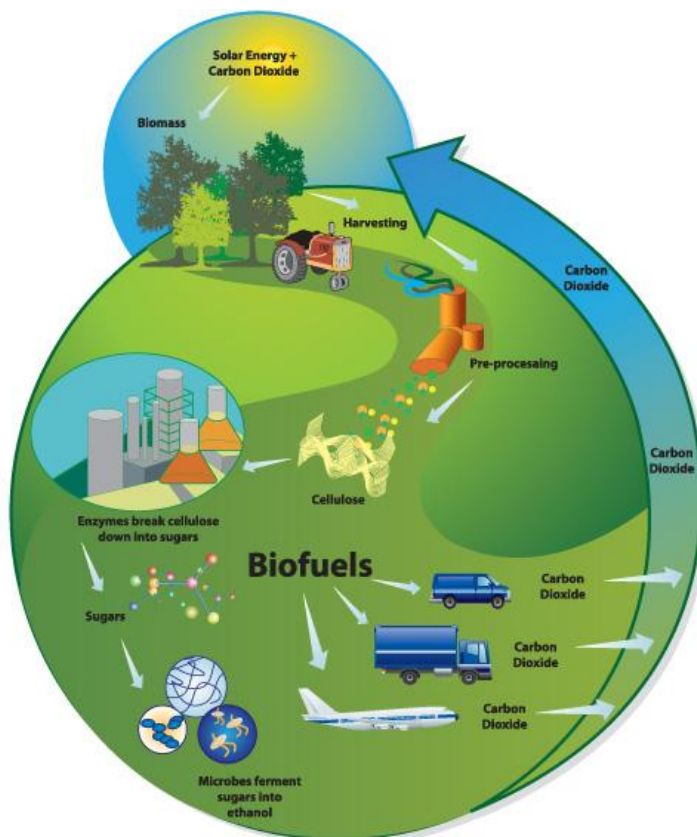 Solar Energy +
Carbon Dioxide
Biomass
Harvesting
Carbon
Dioxide
Pre-procesaing
Cellulose
Carbon
Dioxide
Enzymes break cellulose
down into sugars
Biofuels
Sugars
Carbon
Dioxide
Carbon
Dioxide
Carbon
Dioxide
Microbes ferment
sugars into
ethanol